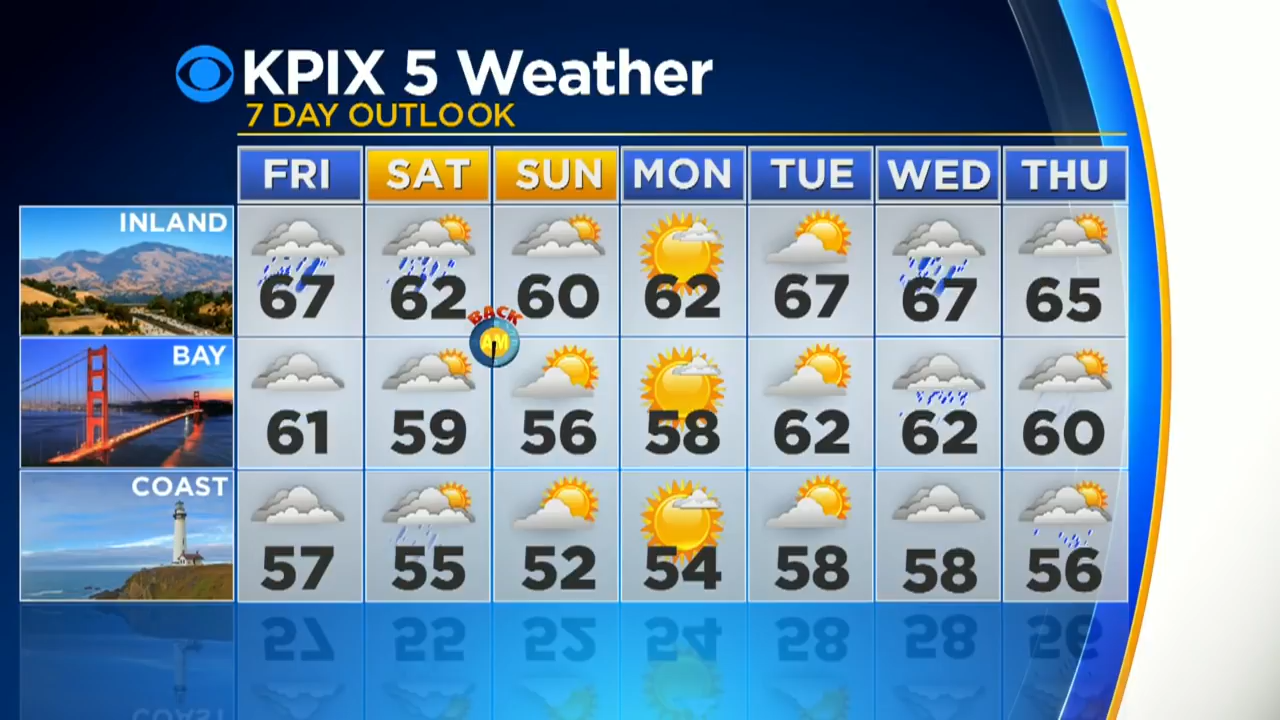 KPIX 5 Weather
7 DAY OUTLOOK
FRI SAT SUN MON TUE WED THU
INLAND
67 62 60 62 67 67 65
BACK
AM
BAY
61 59 56 58 62 62 60
COAST
57 55 52 54 58 58 56